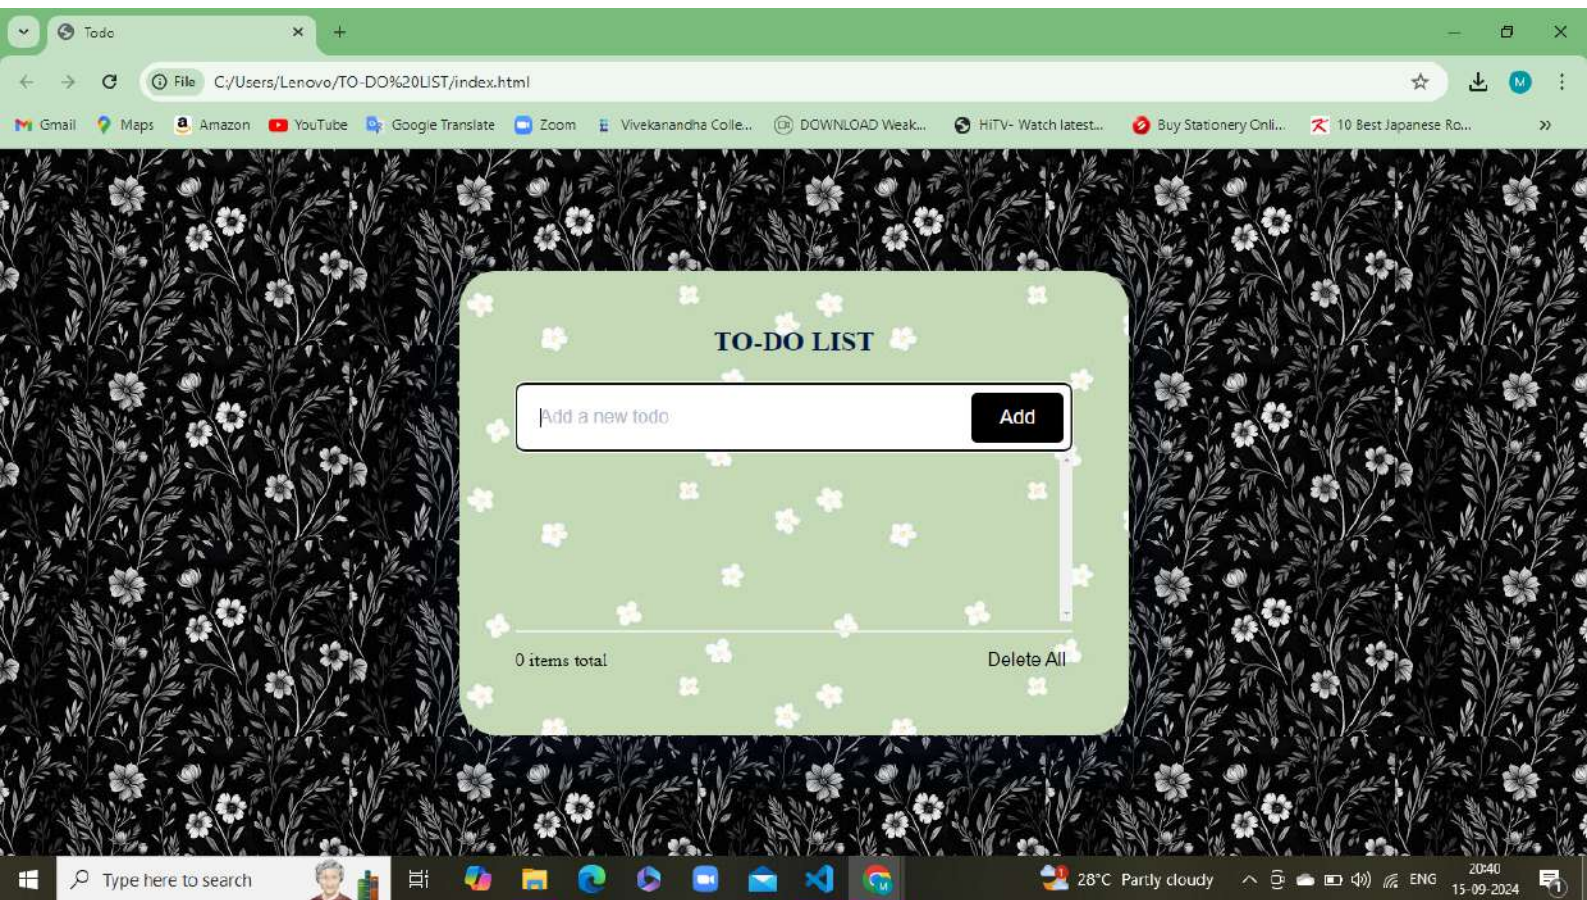 Todo
File C:/Users/Lenovo/TO-DO%20LIST/index.html
M
Gmail Maps Amazon YouTube Google Translate Zoom Vivekanandha Colle... DOWNLOAD Weak... HiTV- Watch latest... Buy Stationery Onli... 10 Best Japanese Ro...
TO-DO LIST
Add a new todo Add
0 items total Delete All
Type here to search 28°C Partly cloudy ENG 20:40
15-09-2024 1